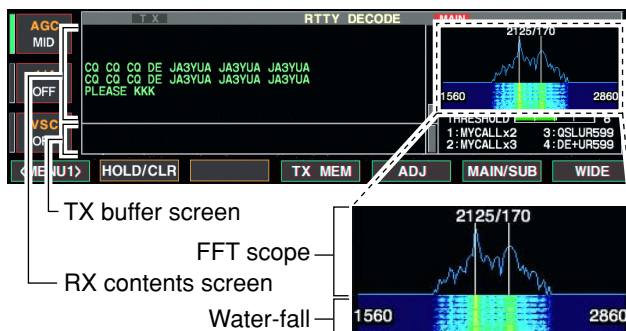 AGC
MID
TX
RTTY DECODE
MAIN
2125/170
1560
2860
OFF
VSC
CQ CQ CQ DE JA3YUA JA3YUA JA3YUA
CQ CQ CQ DE JA3YUA JA3YUA JA3YUA
PLEASE KKK
THRESHOLD
8
1:MYCALLx2 3:QSLUR599
2:MYCALLx3 4:DE+UR599
HOLD/CLR
TX MEM
ADJ
MAIN/SUB
WIDE
TX buffer screen
FFT scope
RX contents screen
Water-fall
2125/170
1560
2860